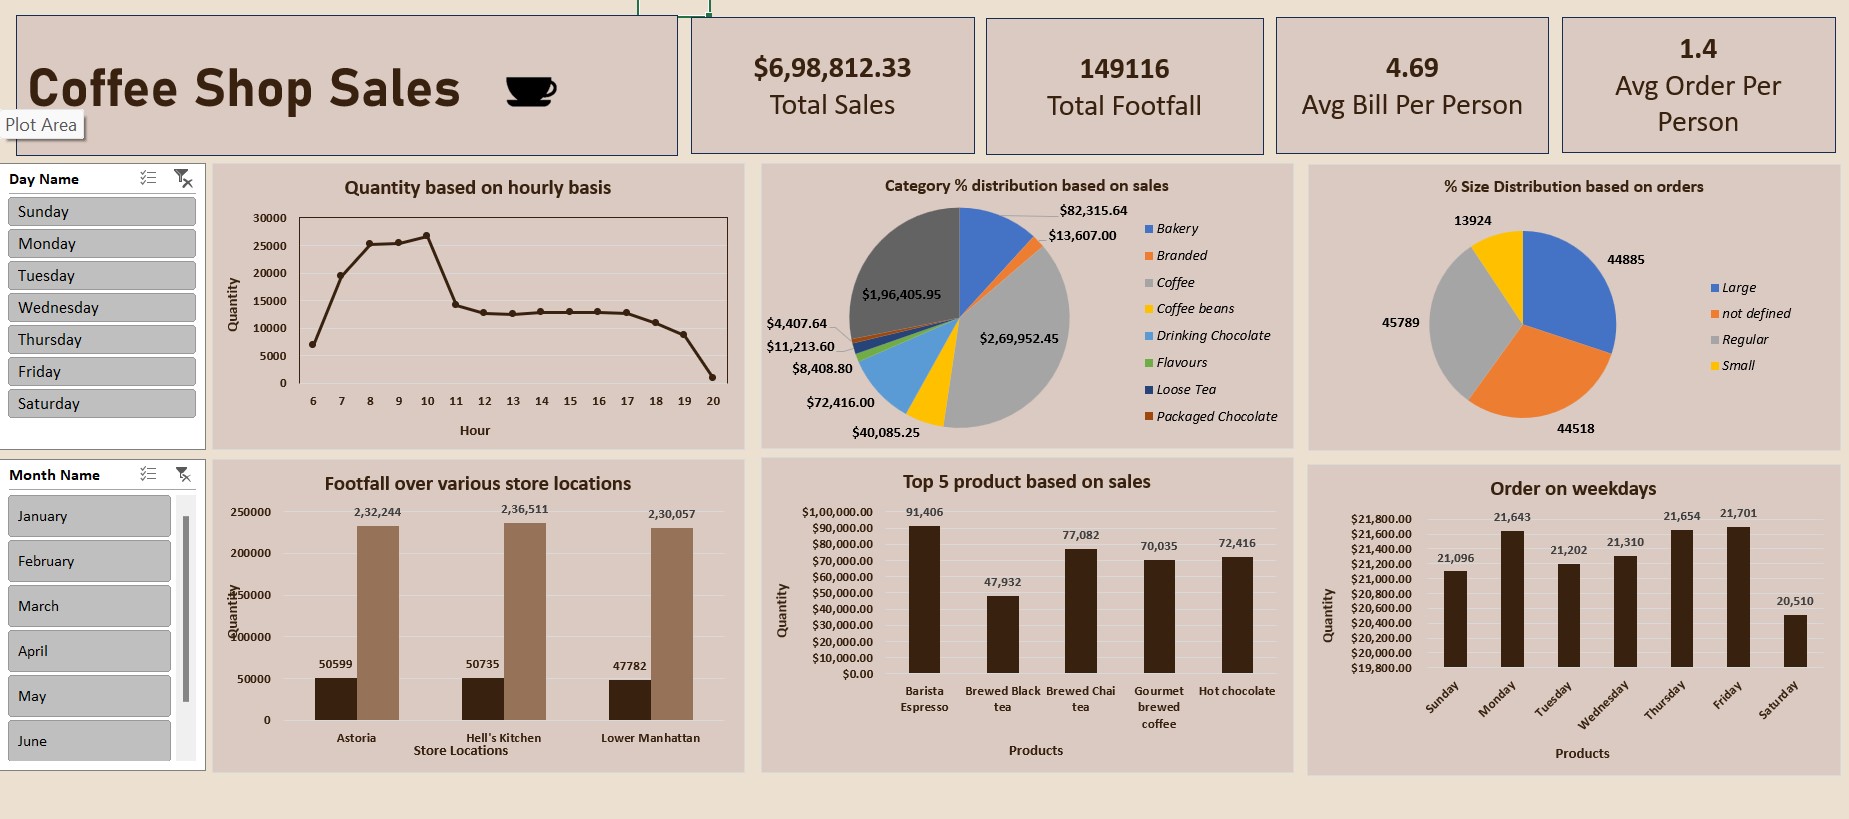 Coffee Shop Sales
Plot Area
$6,98,812.33
Total Sales
149116
Total Footfall
4.69
Avg Bill Per Person
1.4
Avg Order Per
Person
Day Name
Sunday
Monday
Tuesday
Wednesday
Thursday
Friday
Saturday
Month Name
January
February
March
April
May
June
Quantity based on hourly basis
Quantity
30000
25000
20000
15000
10000
5000
0
6 7 8 9 10 11 12 13 14 15 16 17 18 19 20
Hour
Category % distribution based on sales
$82,315.64
$13,607.00
$2,69,952.45
$40,085.25
$72,416.00
$8,408.80
$11,213.60
$4,407.64
$1,96,405.95
Bakery
Branded
Coffee
Coffee beans
Drinking Chocolate
Flavours
Loose Tea
Packaged Chocolate
% Size Distribution based on orders
13924
44885
45789
44518
Large
not defined
Regular
Small
Footfall over various store locations
Quantity
250000
200000
150000
100000
50000
0
2,32,244 2,36,511 2,30,057
50599 50735 47782
Astoria Hell's Kitchen Lower Manhattan
Store Locations
Top 5 product based on sales
Quantity
$1,00,000.00
$90,000.00
$80,000.00
$70,000.00
$60,000.00
$50,000.00
$40,000.00
$30,000.00
$20,000.00
$10,000.00
$0.00
91,406
47,932
77,082
70,035
72,416
Barista
Espresso
Brewed Black
tea
Brewed Chai
tea
Gourmet
brewed
coffee
Hot chocolate
Products
Order on weekdays
Quantity
$21,800.00
$21,600.00
$21,400.00
$21,200.00
$21,000.00
$20,800.00
$20,600.00
$20,400.00
$20,200.00
$20,000.00
$19,800.00
21,096
21,643
21,202
21,310
21,654
21,701
20,510
Sunday
Monday
Tuesday
Wednesday
Thursday
Friday
Saturday
Products